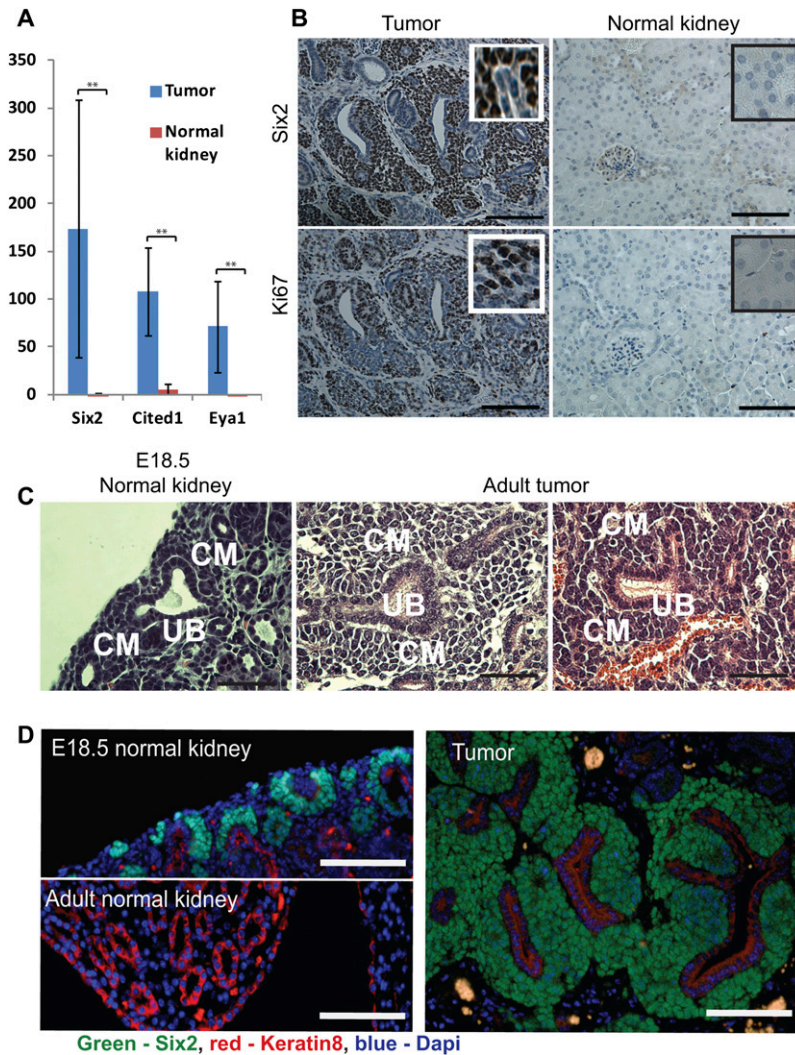 A
350
300
250
200
150
100
50
0
**
**
**
Tumor
Normal
kidney
Six2 Cited1 Eya1
B
Tumor Normal kidney
Six2
Ki67
E18.5
Normal kidney Adult tumor
C
CM
CM
UB
CM
UB
CM
CM
UB
CM
D
E18.5 normal kidney
Adult normal kidney
Tumor
Green - Six2, red - Keratin8, blue - Dapi